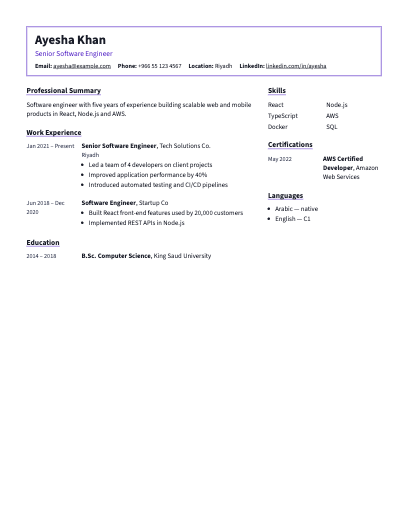 Ayesha Khan
Senior Software Engineer
Email: ayesha@example.com Phone: +966 55 123 4567 Location: Riyadh LinkedIn: linkedin.com/in/ayesha
Professional Summary
Software engineer with five years of experience building scalable web and mobile
products in React, Node.js and AWS.
Work Experience
Jan 2021 – Present Senior Software Engineer, Tech Solutions Co.
Riyadh
• Led a team of 4 developers on client projects
• Improved application performance by 40%
• Introduced automated testing and CI/CD pipelines
Jun 2018 – Dec Software Engineer, Startup Co
2020
• Built React front-end features used by 20,000 customers
• Implemented REST APIs in Node.js
Education
2014 – 2018 B.Sc. Computer Science, King Saud University
Skills
React Node.js
TypeScript AWS
Docker SQL
Certifications
May 2022 AWS Certified
Developer, Amazon
Web Services
Languages
• Arabic — native
• English — C1